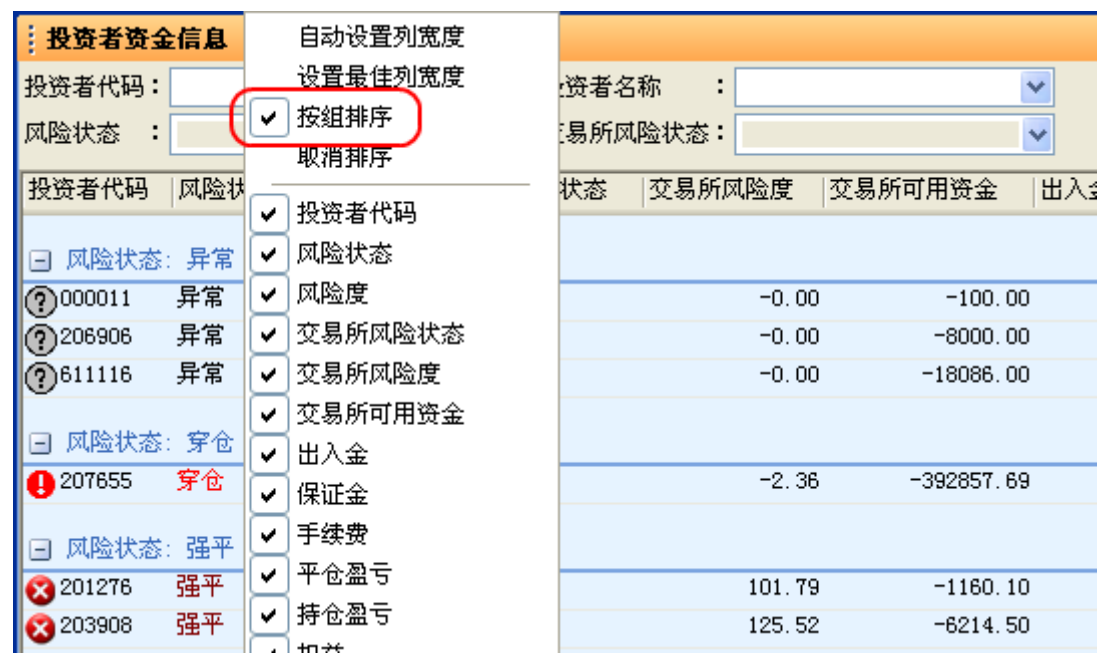 投资者资金信息
自动设置列宽度
设置最佳列宽度
按组排序
取消排序
投资者代码
风险状态
风险度
交易所风险状态
交易所风险度
交易所可用资金
出入金
保证金
手续费
平仓盈亏
持仓盈亏
投资者代码：
资者名称 ：
风险状态 ：
易所风险状态：
投资者代码 风险状 状态 交易所风险度 交易所可用资金 出入金
风险状态: 异常
000011 异常 -0.00 -100.00
206906 异常 -0.00 -8000.00
611116 异常 -0.00 -18086.00
风险状态: 穿仓
207655 穿仓 -2.36 -392857.69
风险状态: 强平
201276 强平 101.79 -1160.10
203908 强平 125.52 -6214.50